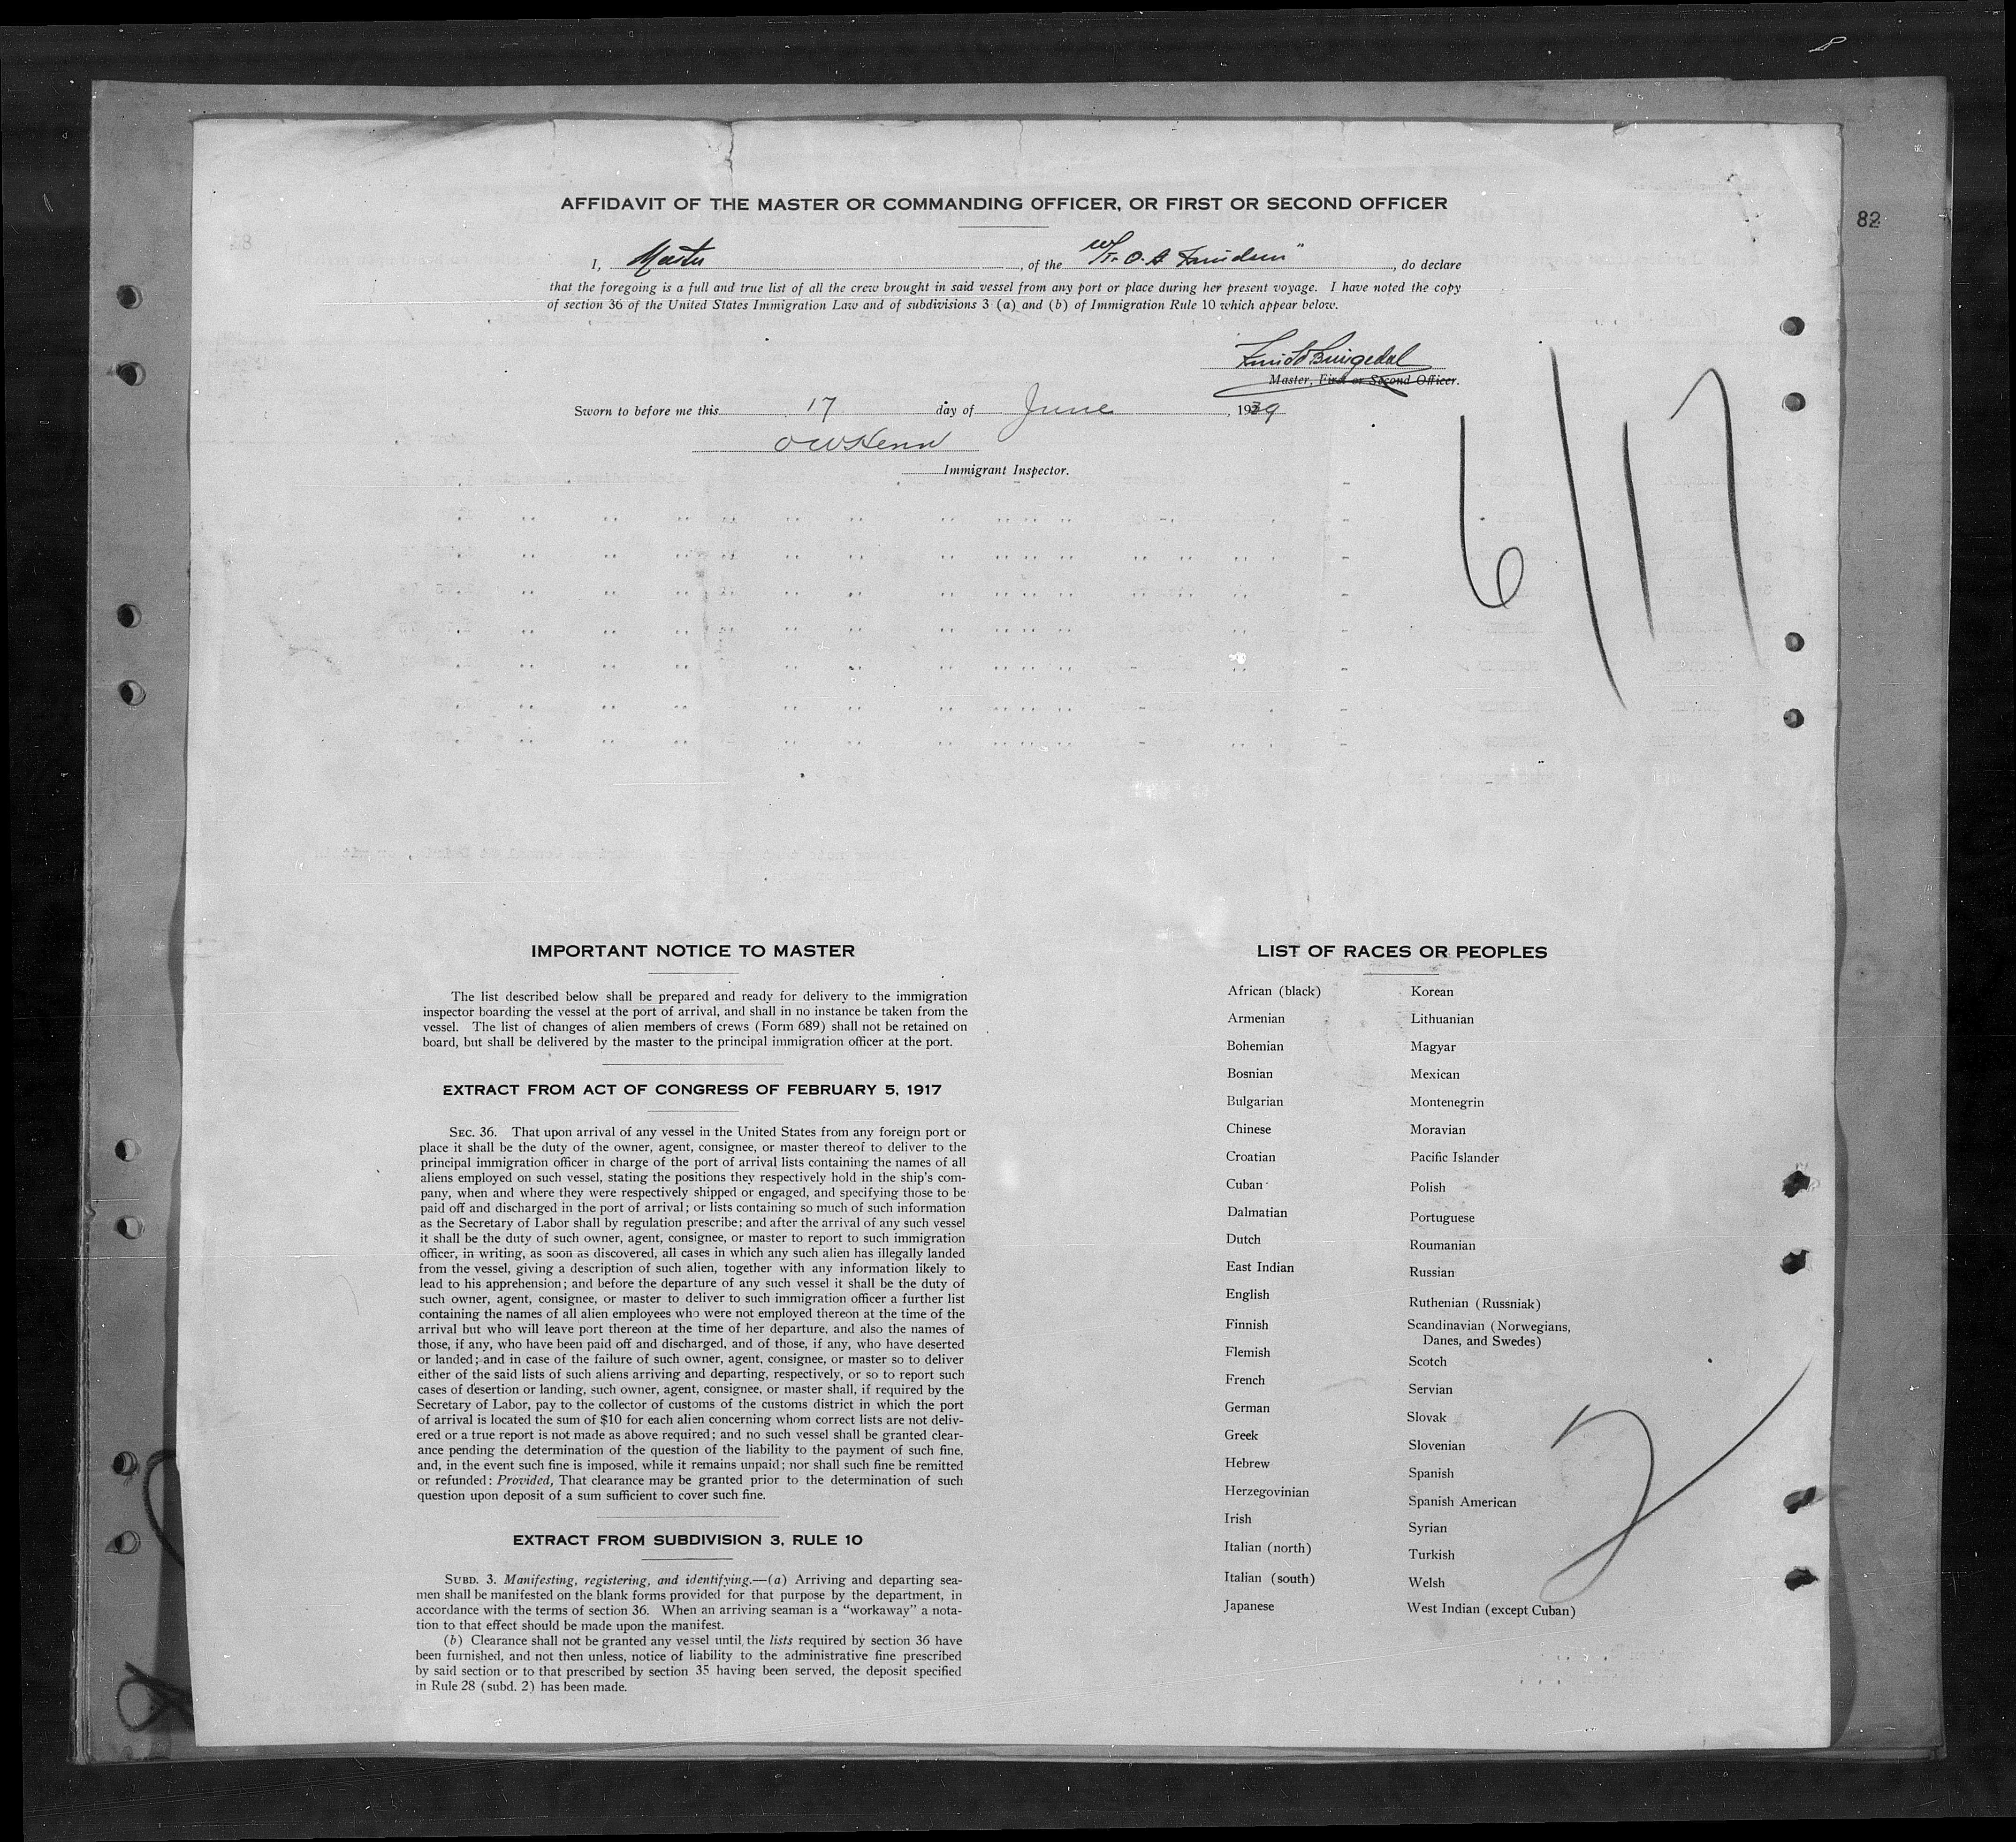 82
AFFIDAVIT OF THE MASTER OR COMMANDING OFFICER, OR FIRST OR SECOND OFFICER
I, Master, of the O. A. Knudsen", do declare
that the foregoing is a full and true list of all the crew brought in said vessel from any port or place during her present voyage. I have noted the copy
of section 36 of the United States Immigration Law and of subdivisions 3 (a) and (b) of Immigration Rule 10 which appear below.
Master, First or Second Officer.
Sworn to before me this 17 day of June, 1939
Immigrant Inspector.
6/17
IMPORTANT NOTICE TO MASTER
The list described below shall be prepared and ready for delivery to the immigration
inspector boarding the vessel at the port of arrival, and shall in no instance be taken from the
vessel. The list of changes of alien members of crews (Form 689) shall not be retained on
board, but shall be delivered by the master to the principal immigration officer at the port.
EXTRACT FROM ACT OF CONGRESS OF FEBRUARY 5, 1917
SEC. 36. That upon arrival of any vessel in the United States from any foreign port or
place it shall be the duty of the owner, agent, consignee, or master thereof to deliver to the
principal immigration officer in charge of the port of arrival lists containing the names of all
aliens employed on such vessel, stating the positions they respectively hold in the ship's com-
pany, when and where they were respectively shipped or engaged, and specifying those to be
paid off and discharged in the port of arrival; or lists containing so much of such information
as the Secretary of Labor shall by regulation prescribe; and after the arrival of any such vessel
it shall be the duty of such owner, agent, consignee, or master to report to such immigration
officer, in writing, as soon as discovered, all cases in which any such alien has illegally landed
from the vessel, giving a description of such alien, together with any information likely to
lead to his apprehension; and before the departure of any such vessel it shall be the duty of
such owner, agent, consignee, or master to deliver to such immigration officer a further list
containing the names of all alien employees who were not employed thereon at the time of the
arrival but who will leave port thereon at the time of her departure, and also the names of
those, if any, who have been paid off and discharged, and of those, if any, who have deserted
or landed; and in case of the failure of such owner, agent, consignee, or master so to deliver
either of the said lists of such aliens arriving and departing, respectively, or so to report such
cases of desertion or landing, such owner, agent, consignee, or master shall, if required by the
Secretary of Labor, pay to the collector of customs of the customs district in which the port
of arrival is located the sum of $10 for each alien concerning whom correct lists are not deliv-
ered or a true report is not made as above required; and no such vessel shall be granted clear-
ance pending the determination of the question of the liability to the payment of such fine,
and, in the event such fine is imposed, while it remains unpaid; nor shall such fine be remitted
or refunded: Provided, That clearance may be granted prior to the determination of such
question upon deposit of a sum sufficient to cover such fine.
EXTRACT FROM SUBDIVISION 3, RULE 10
SUBD. 3. Manifesting, registering, and identifying.—(a) Arriving and departing sea-
men shall be manifested on the blank forms provided for that purpose by the department, in
accordance with the terms of section 36. When an arriving seaman is a "workaway" a nota-
tion to that effect should be made upon the manifest.
(b) Clearance shall not be granted any vessel until the lists required by section 36 have
been furnished, and not then unless, notice of liability to the administrative fine prescribed
by said section or to that prescribed by section 35 having been served, the deposit specified
in Rule 28 (subd. 2) has been made.
LIST OF RACES OR PEOPLES
African (black)
Armenian
Bohemian
Bosnian
Bulgarian
Chinese
Croatian
Cuban
Dalmatian
Dutch
East Indian
English
Finnish
Flemish
French
German
Greek
Hebrew
Herzegovinian
Irish
Italian (north)
Italian (south)
Japanese
Korean
Lithuanian
Magyar
Mexican
Montenegrin
Moravian
Pacific Islander
Polish
Portuguese
Roumanian
Russian
Ruthenian (Russniak)
Scandinavian (Norwegians,
Danes, and Swedes)
Scotch
Servian
Slovak
Slovenian
Spanish
Spanish American
Syrian
Turkish
Welsh
West Indian (except Cuban)
2